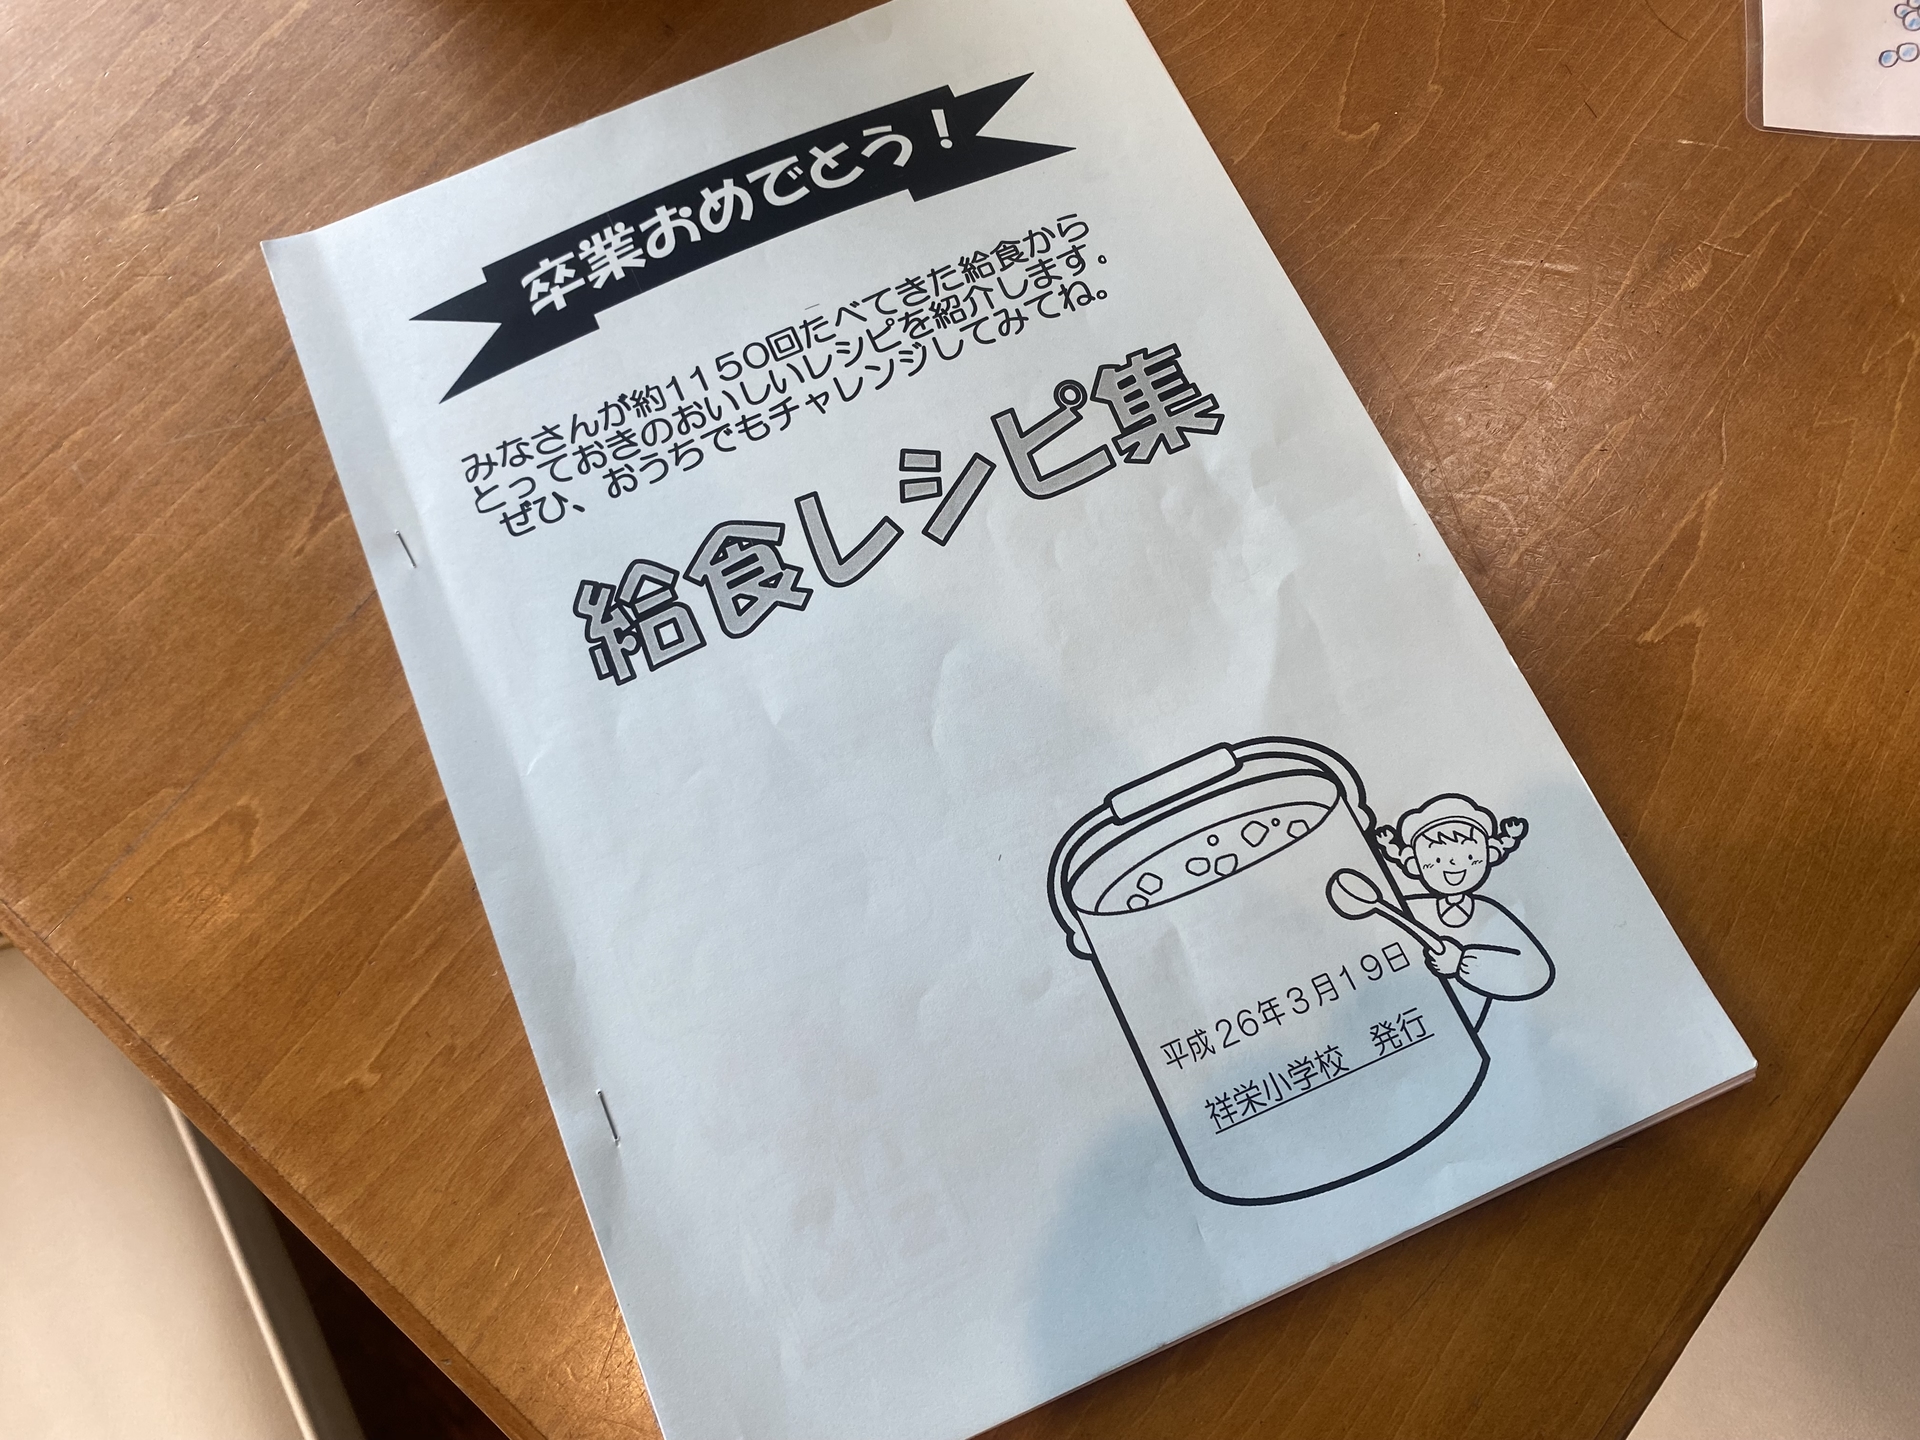 卒業おめでとう！
みなさんが約１１５０回たべてきた給食から
とっておきのおいしいレシピを紹介します。
ぜひ、おうちでもチャレンジしてみてね。
給食レシピ集
平成２６年３月１９日
祥栄小学校　発行